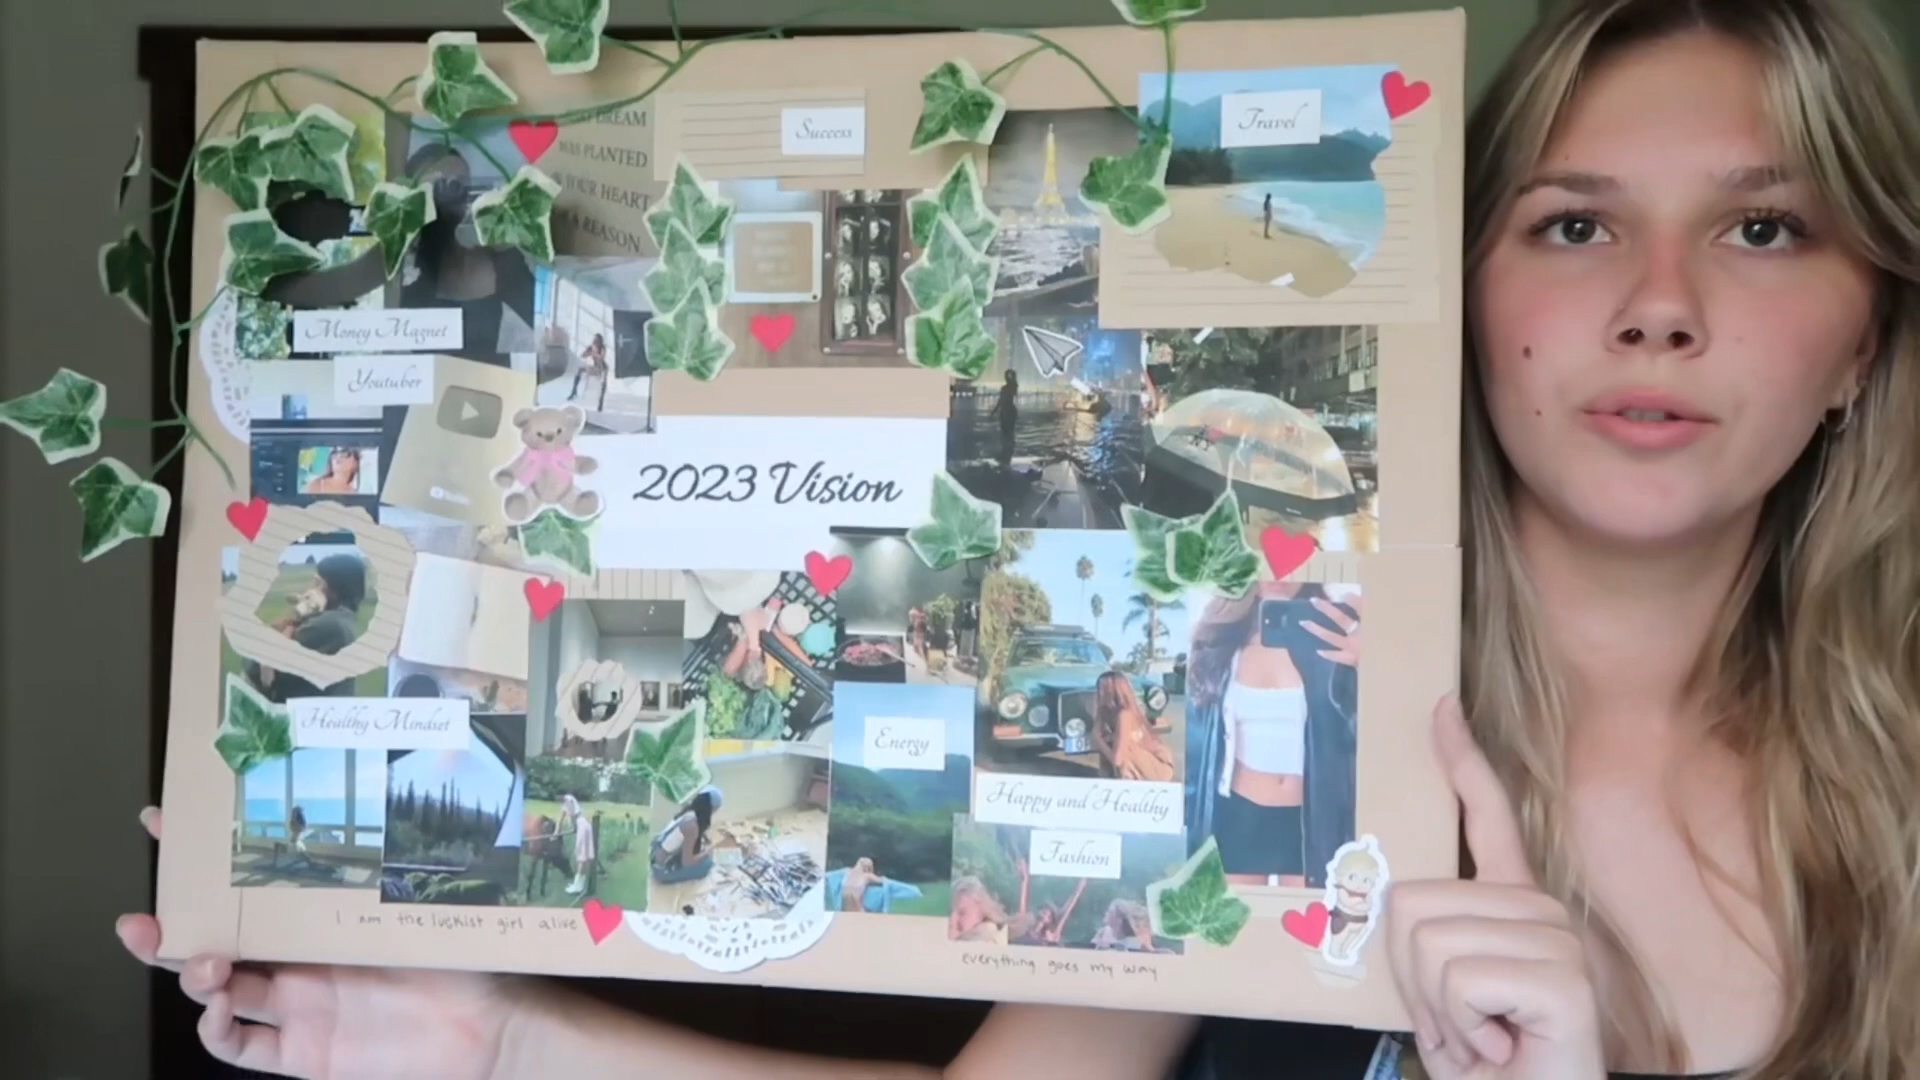 DREAM
WAS PLANTED
YOUR HEART
A REASON
Success
Travel
Money Magnet
Youtuber
2023 Vision
Healthy Mindset
Energy
Happy and Healthy
Fashion
I am the luckist girl alive
everything goes my way